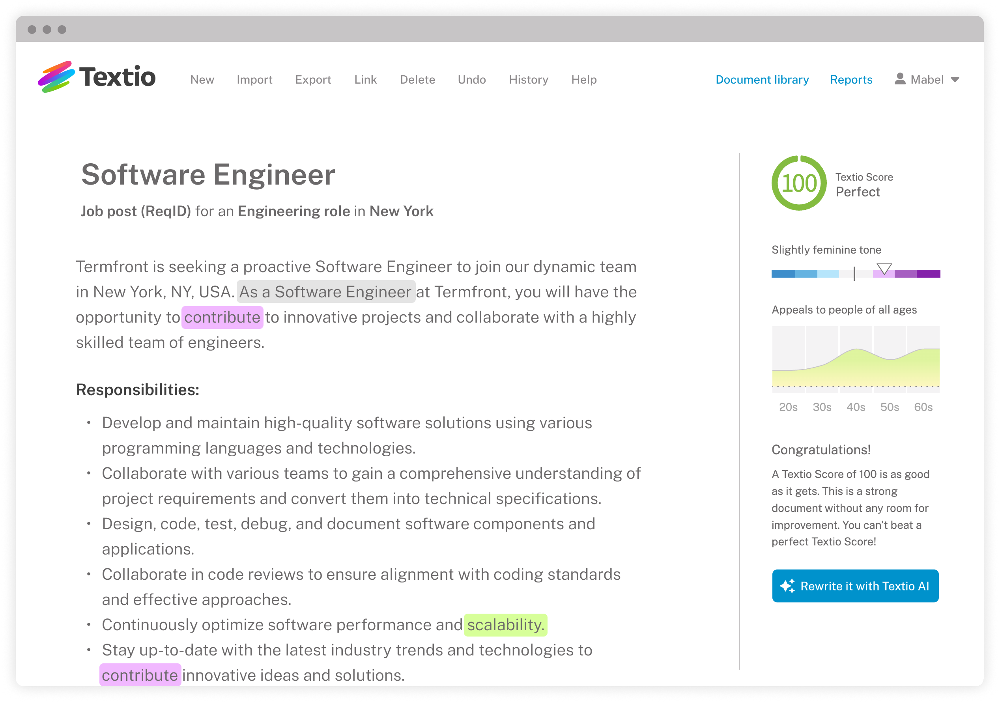 Textio
New Import Export Link Delete Undo History Help
Document library Reports Mabel
Software Engineer
Job post (ReqID) for an Engineering role in New York
Termfront is seeking a proactive Software Engineer to join our dynamic team
in New York, NY, USA. As a Software Engineer at Termfront, you will have the
opportunity to contribute to innovative projects and collaborate with a highly
skilled team of engineers.
Responsibilities:
• Develop and maintain high-quality software solutions using various
programming languages and technologies.
• Collaborate with various teams to gain a comprehensive understanding of
project requirements and convert them into technical specifications.
• Design, code, test, debug, and document software components and
applications.
• Collaborate in code reviews to ensure alignment with coding standards
and effective approaches.
• Continuously optimize software performance and scalability.
• Stay up-to-date with the latest industry trends and technologies to
contribute innovative ideas and solutions.
100
Textio Score
Perfect
Slightly feminine tone
Appeals to people of all ages
20s 30s 40s 50s 60s
Congratulations!
A Textio Score of 100 is as good
as it gets. This is a strong
document without any room for
improvement. You can’t beat a
perfect Textio Score!
Rewrite it with Textio AI